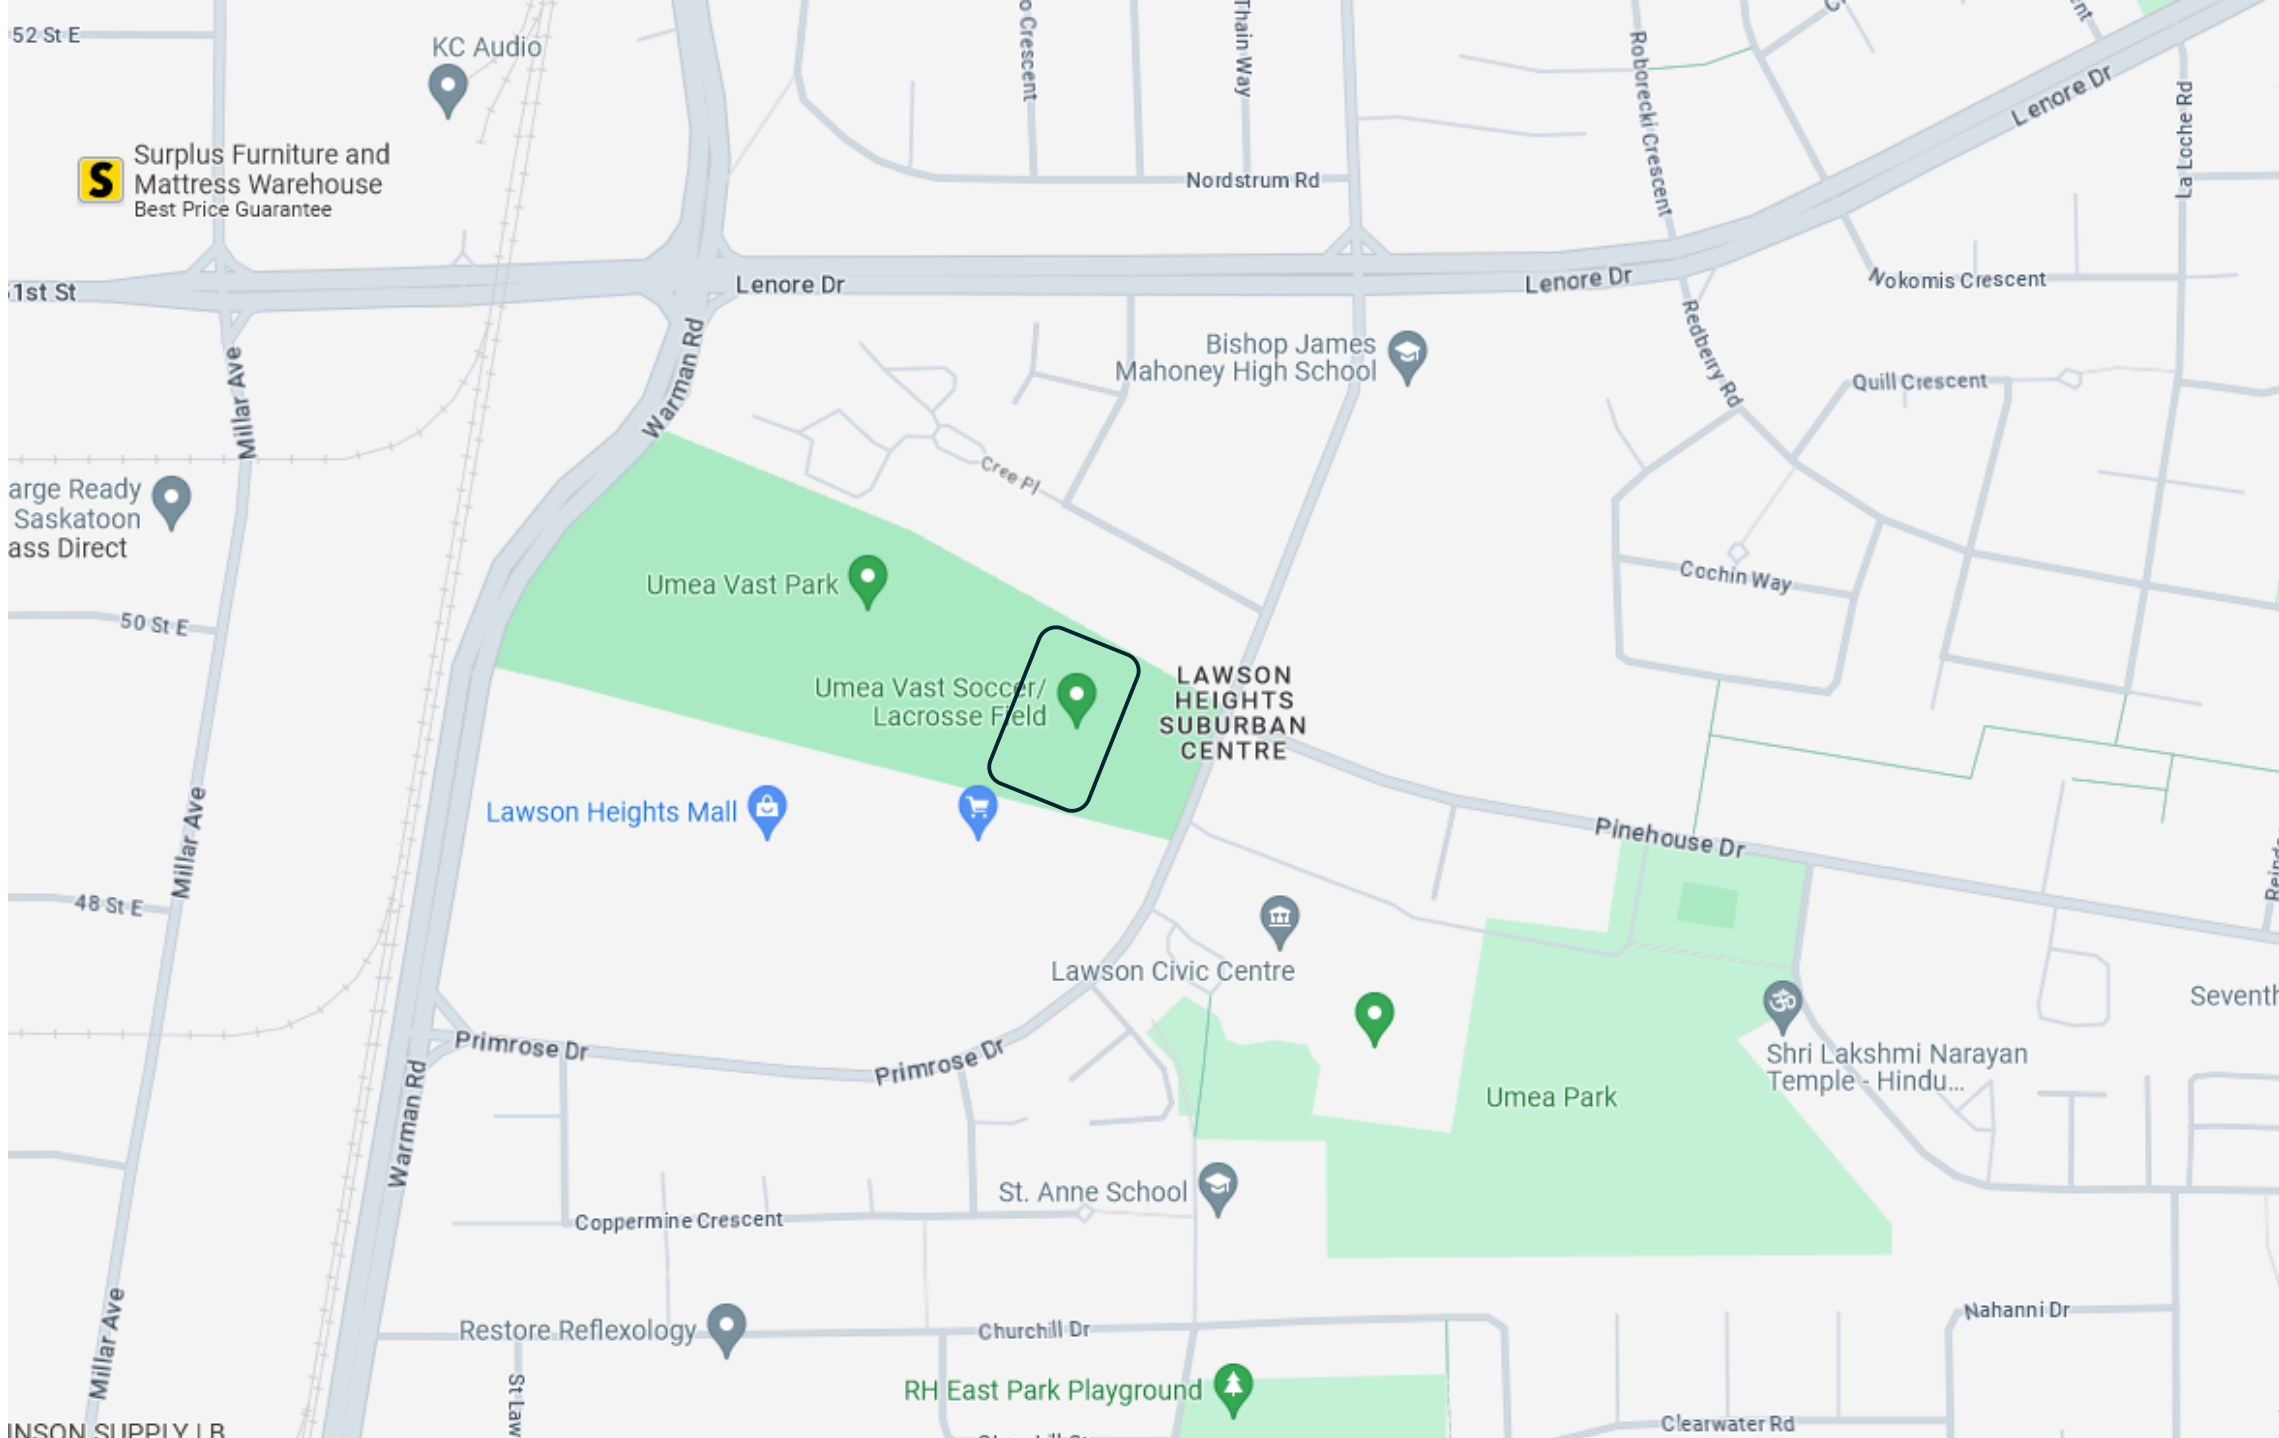 52 St E
KC Audio
o Crescent
Thain Way
Roborecki Crescent
Lenore Dr
La Loche Rd
Surplus Furniture and
Mattress Warehouse
Best Price Guarantee
S
Nordstrum Rd
1st St
Lenore Dr
Lenore Dr
Nokomis Crescent
Millar Ave
Warman Rd
Bishop James
Mahoney High School
Redberry Rd
Quill Crescent
Cree Pl
arge Ready
Saskatoon
ass Direct
Umea Vast Park
Cochin Way
50 St E
Umea Vast Soccer/
Lacrosse Field
LAWSON
HEIGHTS
SUBURBAN
CENTRE
Lawson Heights Mall
Millar Ave
Pinehouse Dr
48 St E
Lawson Civic Centre
Seventh
Primrose Dr
Primrose Dr
Warman Rd
Shri Lakshmi Narayan
Temple - Hindu...
Umea Park
St. Anne School
Coppermine Crescent
Millar Ave
Restore Reflexology
Churchill Dr
Nahanni Dr
St Law
RH East Park Playground
Clearwater Rd
NSON SUPPLY LB